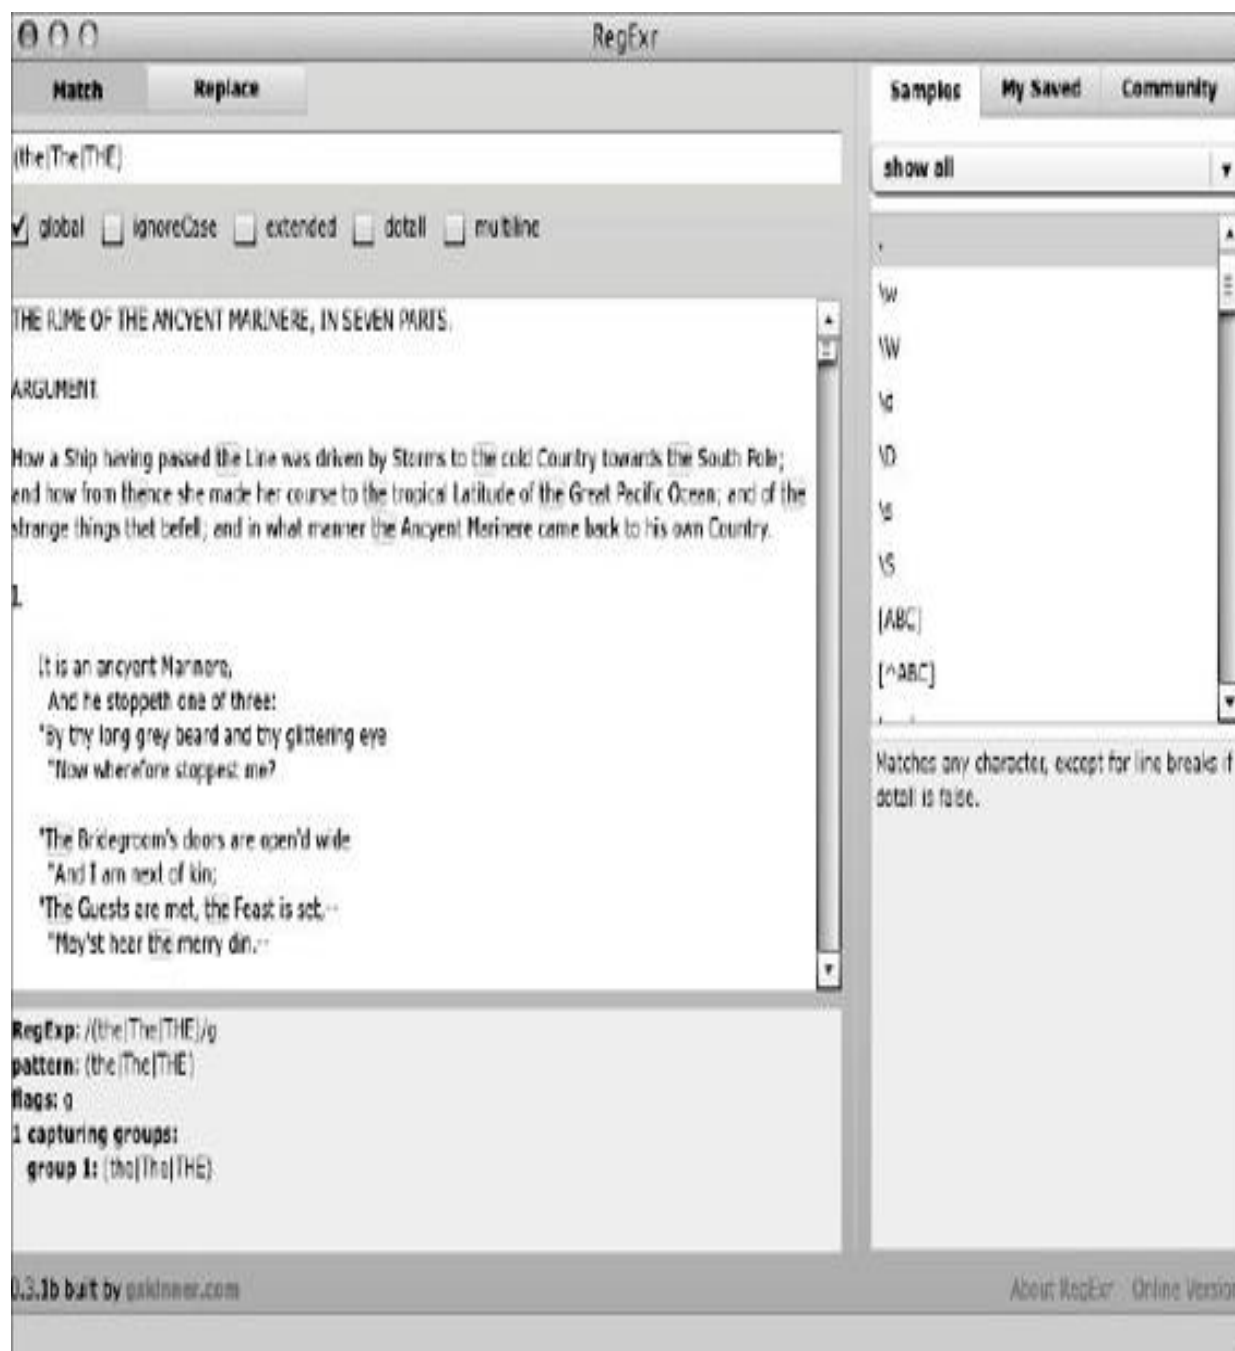 RegExr
Match Replace
(the|The|THE)
global ignoreCase extended dotall multiline
THE RIME OF THE ANCYENT MARINERE, IN SEVEN PARTS.
ARGUMENT.
How a Ship having passed the Line was driven by Storms to the cold Country towards the South Pole;
and how from thence she made her course to the tropical Latitude of the Great Pacific Ocean; and of the
strange things that befell; and in what manner the Ancyent Marinere came back to his own Country.
1.
It is an ancyent Marinere,
And he stoppeth one of three:
"By thy long grey beard and thy glittering eye
"Now wherefore stoppest me?
"The Bridegroom's doors are open'd wide
"And I am next of kin;
"The Guests are met, the Feast is set,--
"May'st hear the merry din.--
RegExp: /(the|The|THE)/g
pattern: (the|The|THE)
flags: g
1 capturing groups:
group 1: (the|The|THE)
0.3.1b built by gskinner.com
Samples My Saved Community
show all
.
\w
\W
\d
\D
\s
\S
[ABC]
[^ABC]
Matches any character, except for line breaks if
dotall is false.
About RegExr Online Version